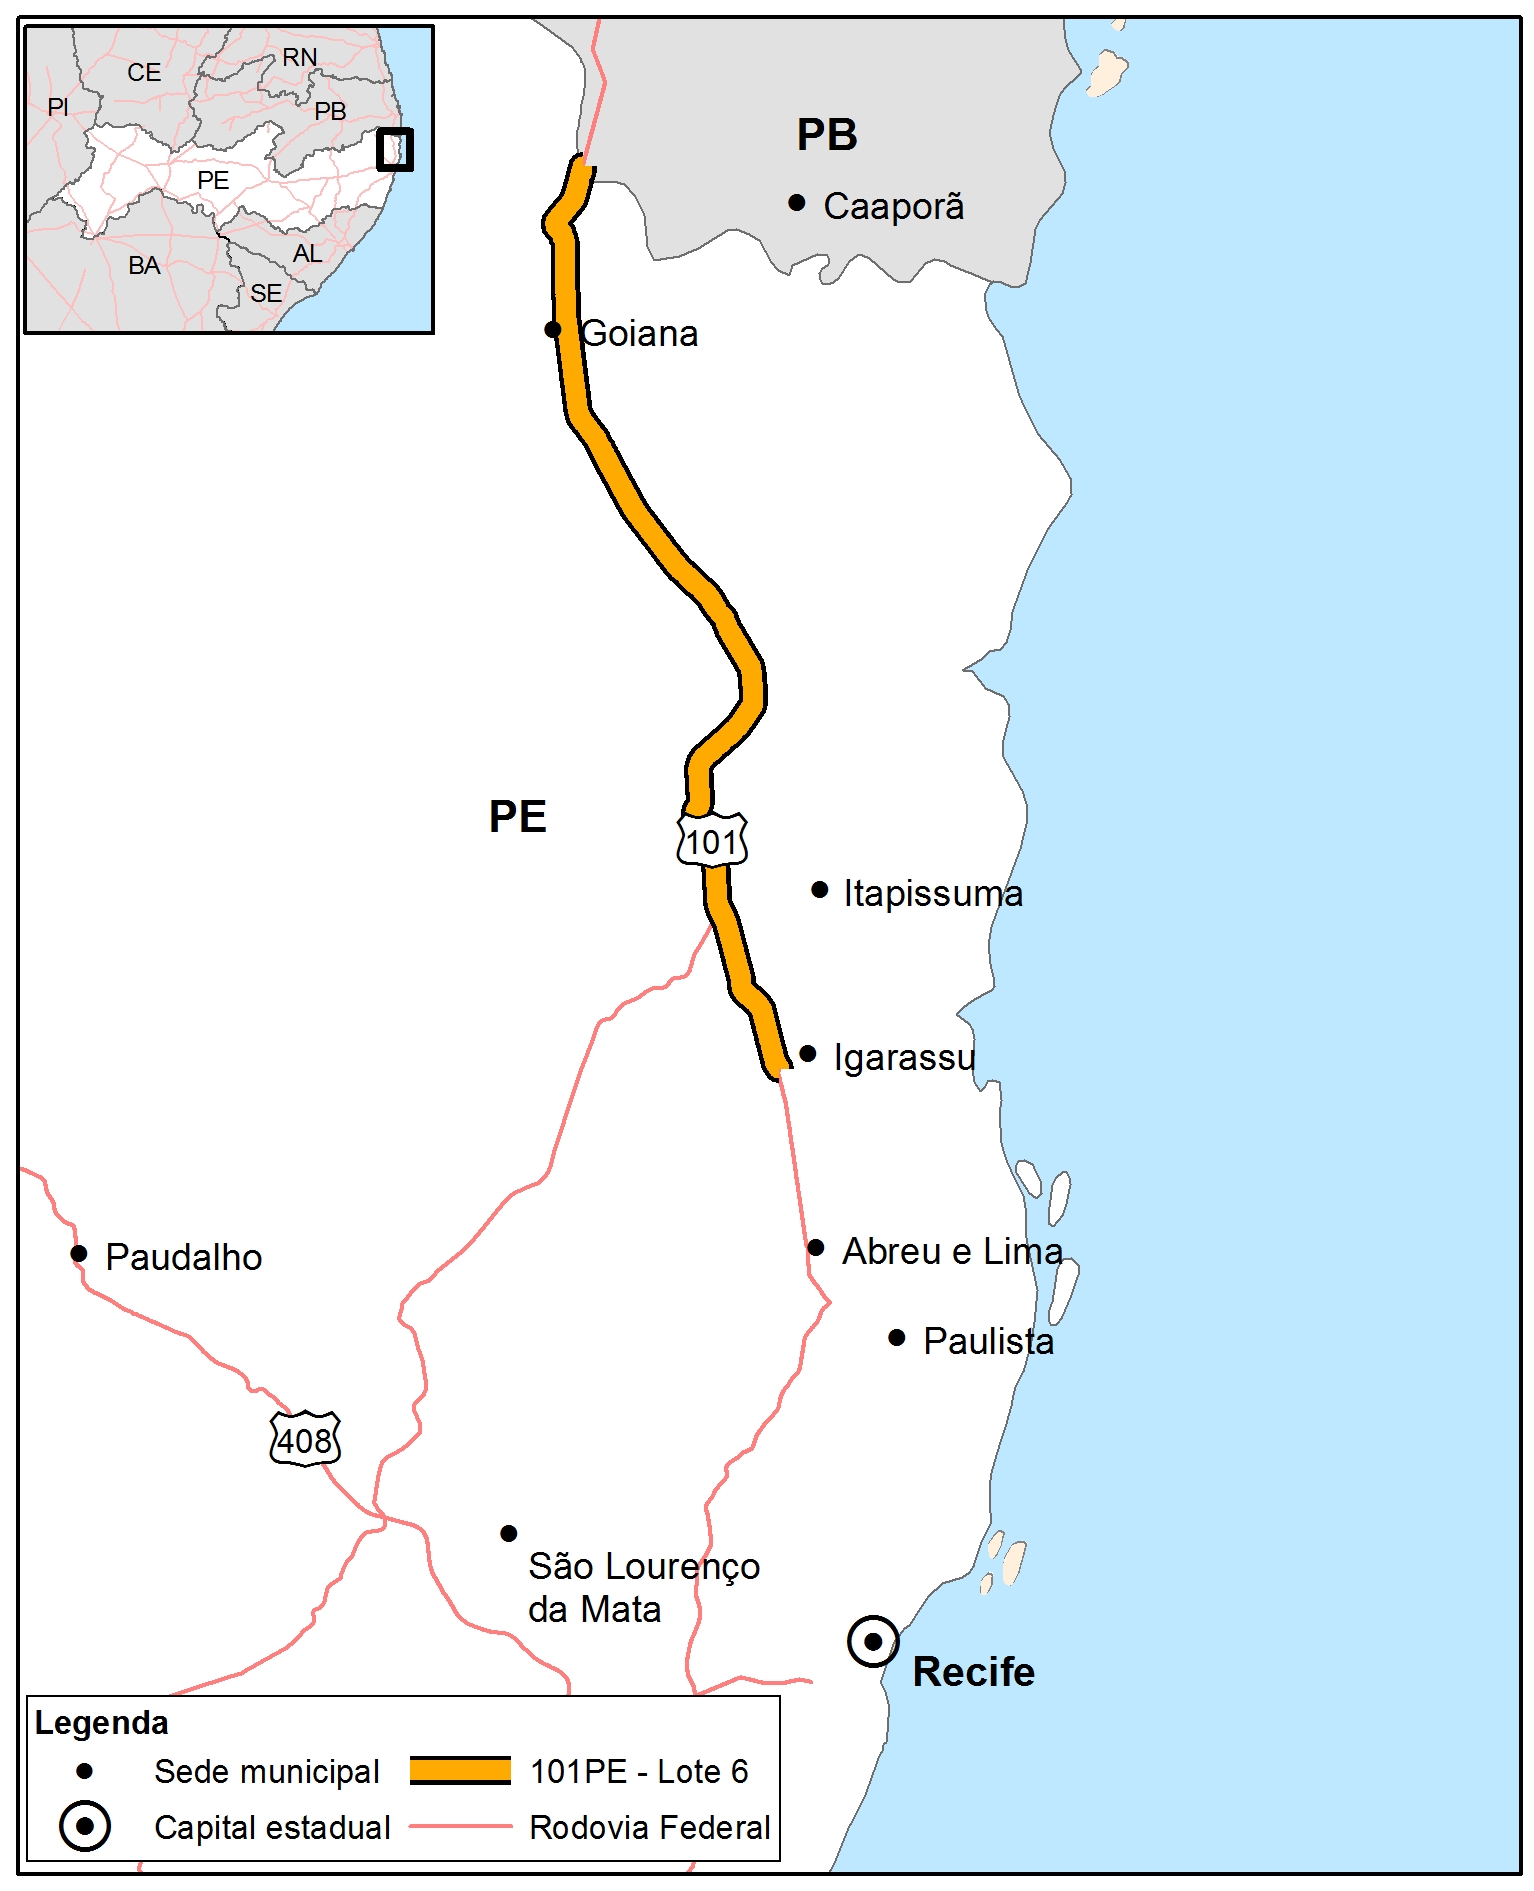 CE
RN
PI
PB
PE
BA
AL
SE
PB
Caaporã
Goiana
PE
101
Itapissuma
Igarassu
Paudalho
Abreu e Lima
Paulista
408
São Lourenço
da Mata
Recife
Legenda
Sede municipal
101PE - Lote 6
Capital estadual
Rodovia Federal